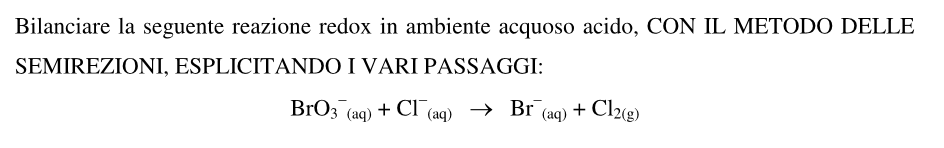 Bilanciare la seguente reazione redox in ambiente acquoso acido, CON IL METODO DELLE
SEMIREZIONI, ESPLICITANDO I VARI PASSAGGI:
BrO₃⁻(aq) + Cl⁻(aq) → Br⁻(aq) + Cl₂(g)